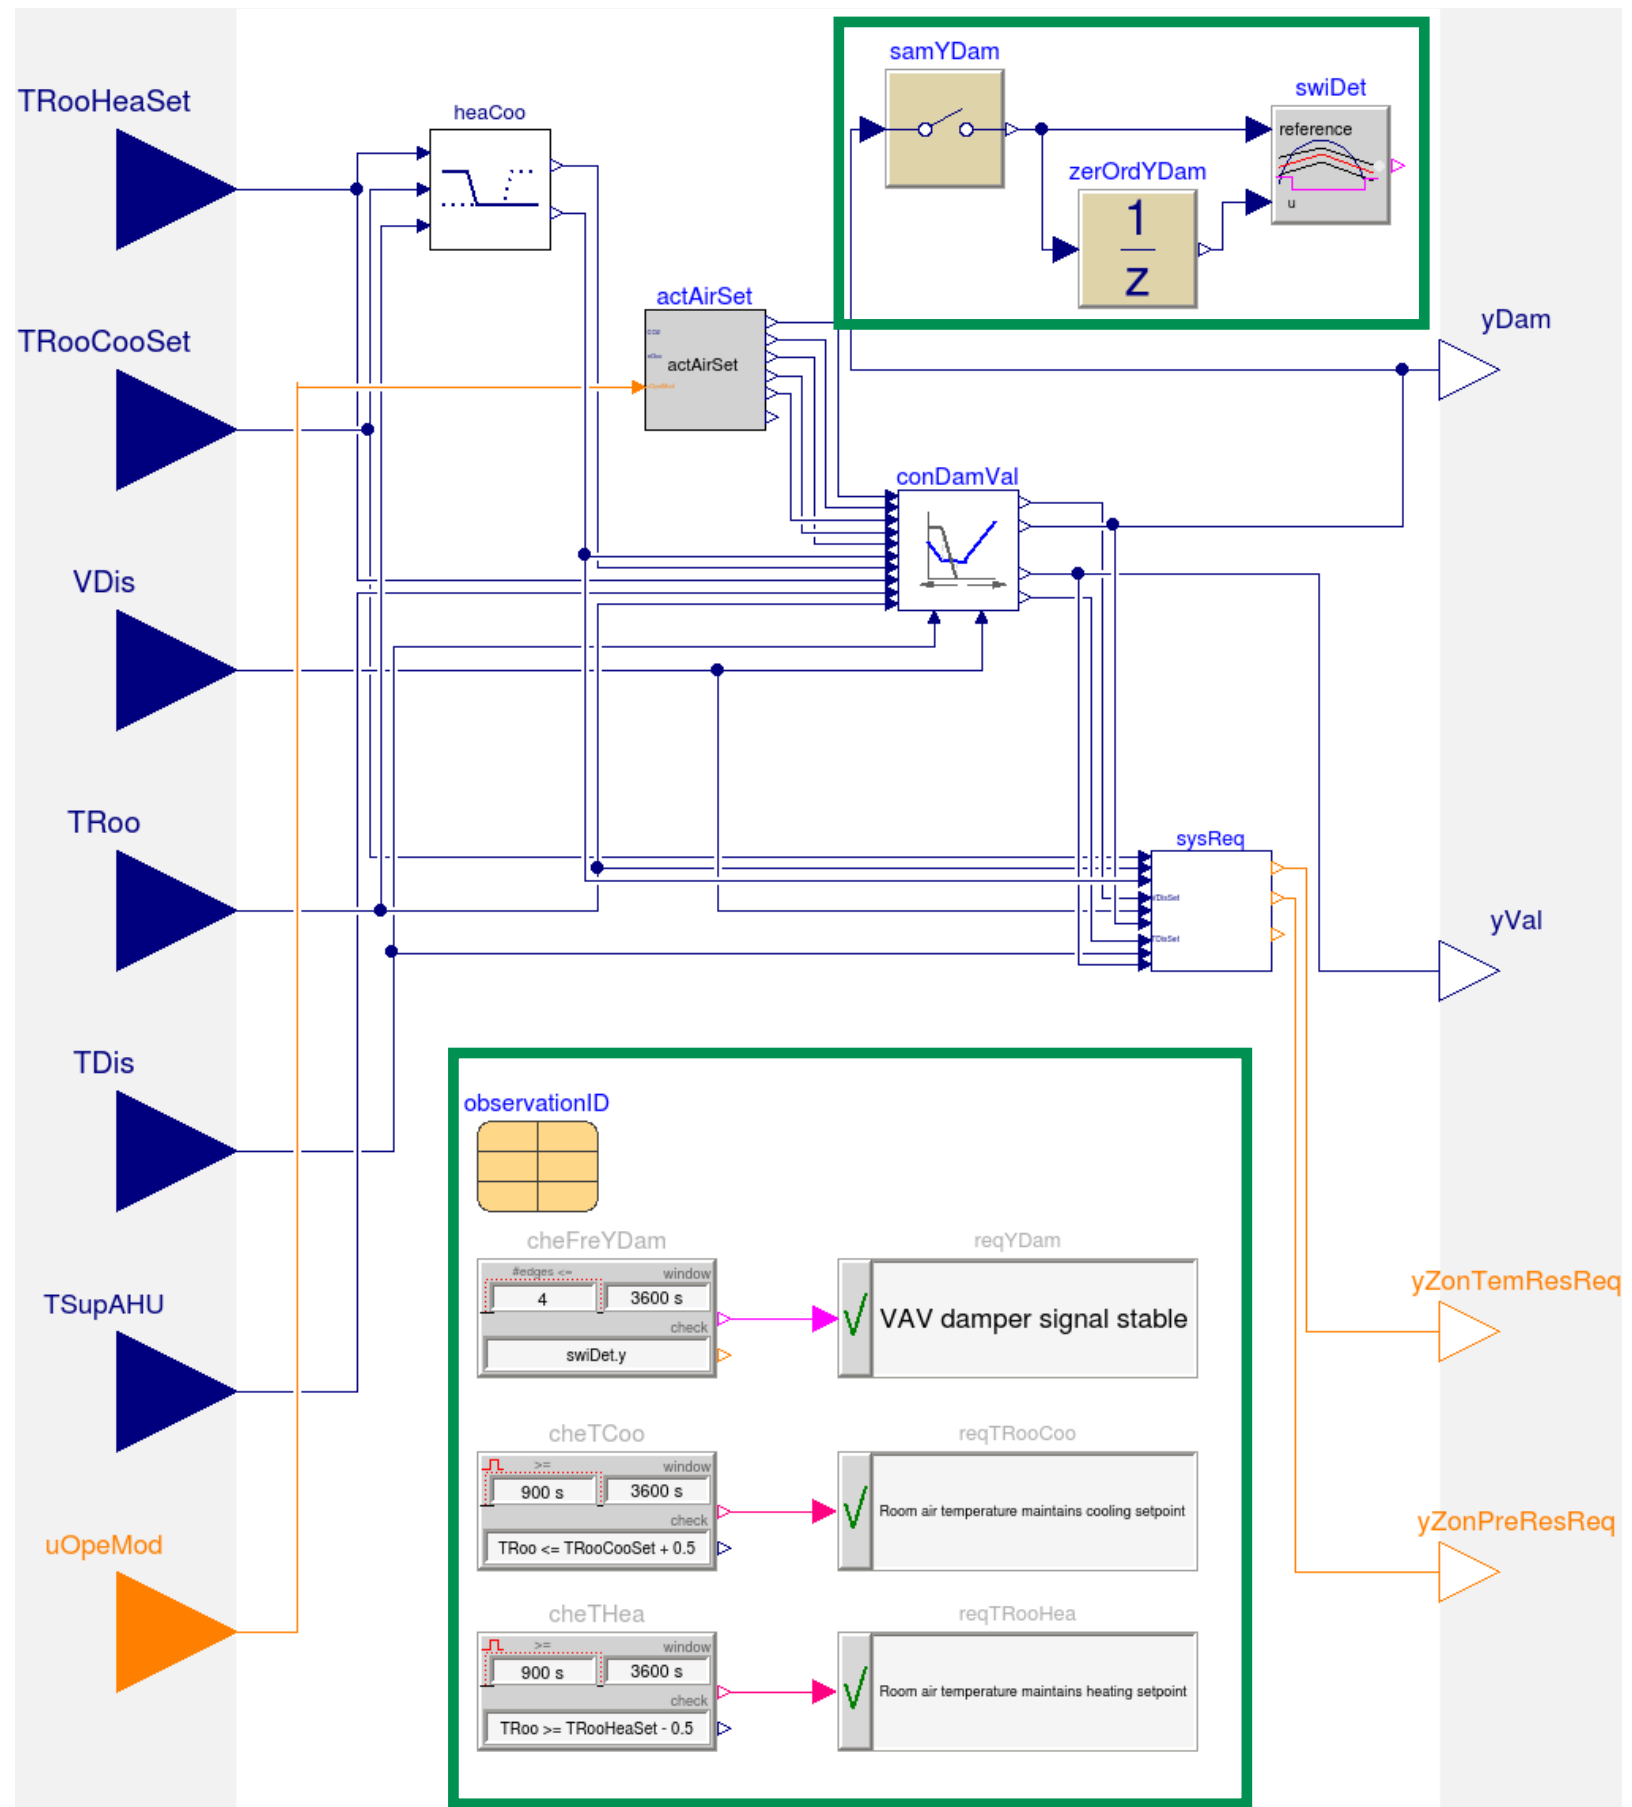 samYDam
swiDet
reference
u
zerOrdYDam
1
z
TRooHeaSet
heaCoo
actAirSet
actAirSet
yDam
TRooCooSet
conDamVal
VDis
TRoo
sysReq
VDisSet
TDisSet
yVal
TDis
observationID
cheFreYDam
#edges <=
window
4
3600 s
check
swiDet.y
reqYDam
VAV damper signal stable
TSupAHU
yZonTemResReq
cheTCoo
>=
window
900 s
3600 s
check
TRoo <= TRooCooSet + 0.5
reqTRooCoo
Room air temperature maintains cooling setpoint
uOpeMod
yZonPreResReq
cheTHea
>=
window
900 s
3600 s
check
TRoo >= TRooHeaSet - 0.5
reqTRooHea
Room air temperature maintains heating setpoint